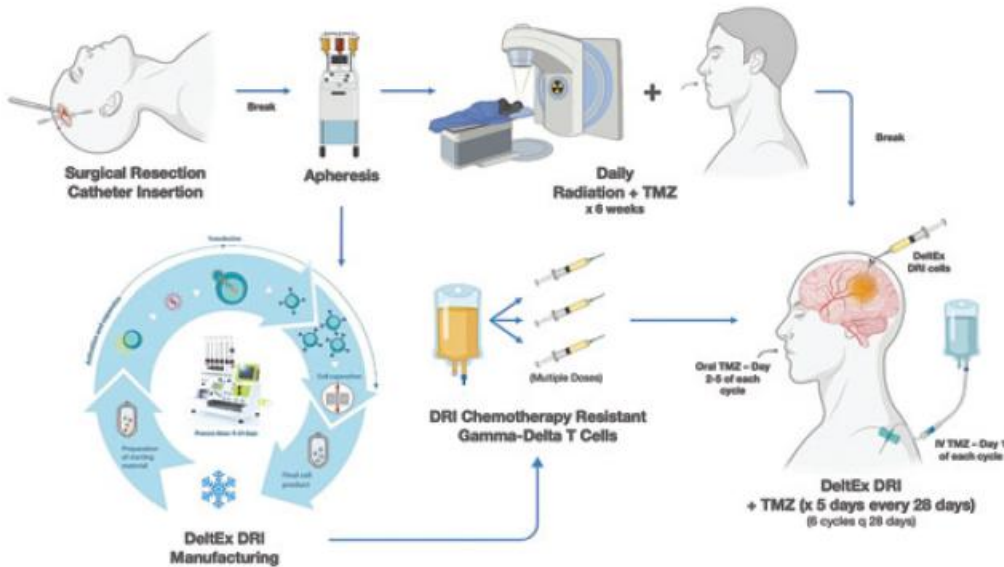 Surgical Resection
Catheter Insertion
Break
Apheresis
+
Daily
Radiation + TMZ
x 6 weeks
Break
Transduction
Activation and expansion
Cell expansion
Preparation
of starting
material
Final cell
product
DeltEx DRI
Manufacturing
(Multiple Doses)
DRI Chemotherapy Resistant
Gamma-Delta T Cells
DeltEx
DRI cells
Oral TMZ – Day
2-5 of each
cycle
IV TMZ – Day 1
of each cycle
DeltEx DRI
+ TMZ (x 5 days every 28 days)
(6 cycles q 28 days)